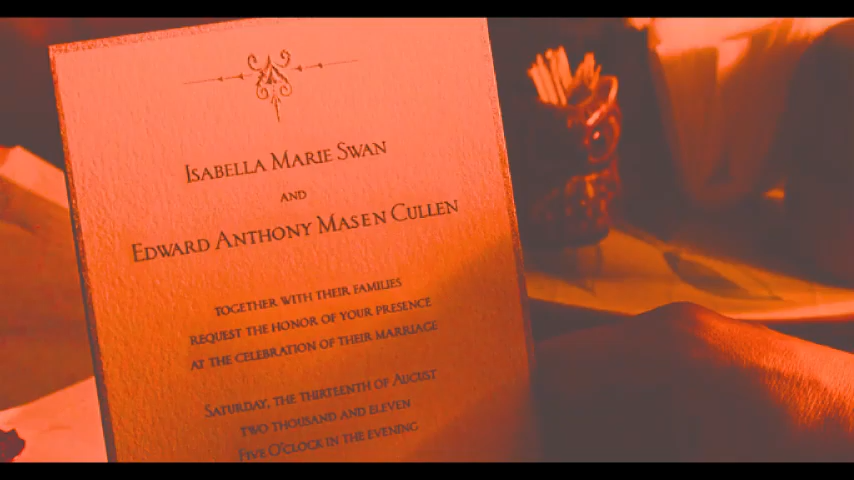 Isabella Marie Swan
and
Edward Anthony Masen Cullen
together with their families
request the honor of your presence
at the celebration of their marriage
Saturday, the thirteenth of August
two thousand and eleven
Five O'Clock in the evening